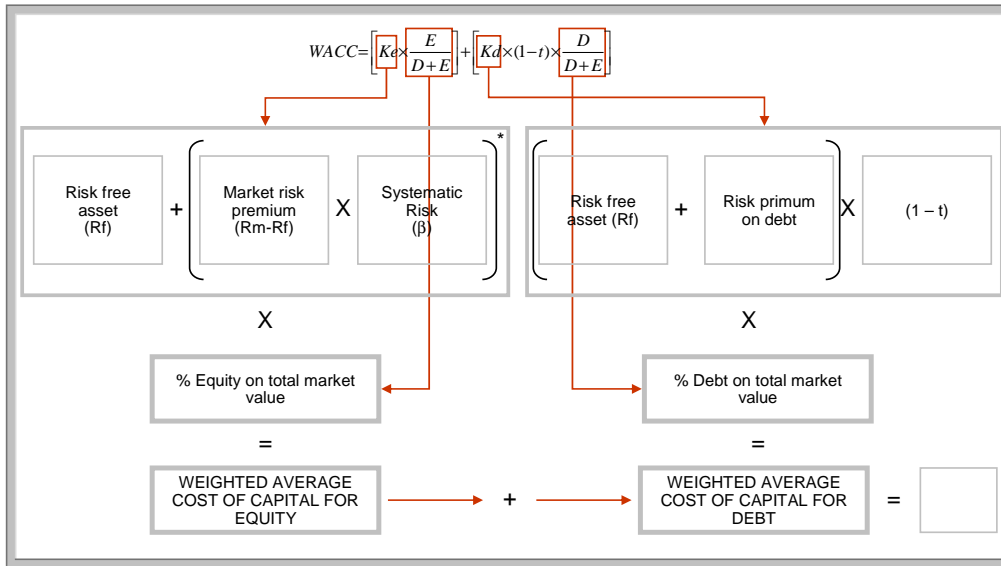 WACC=[Ke×E/(D+E)]+[Kd×(1−t)×D/(D+E)]
*
Risk free
asset
(Rf)
+
Market risk
premium
(Rm-Rf)
X
Systematic
Risk
(β)
Risk free
asset (Rf)
+
Risk primum
on debt
X
(1 – t)
X
X
% Equity on total market
value
% Debt on total market
value
=
=
WEIGHTED AVERAGE
COST OF CAPITAL FOR
EQUITY
+
WEIGHTED AVERAGE
COST OF CAPITAL FOR
DEBT
=